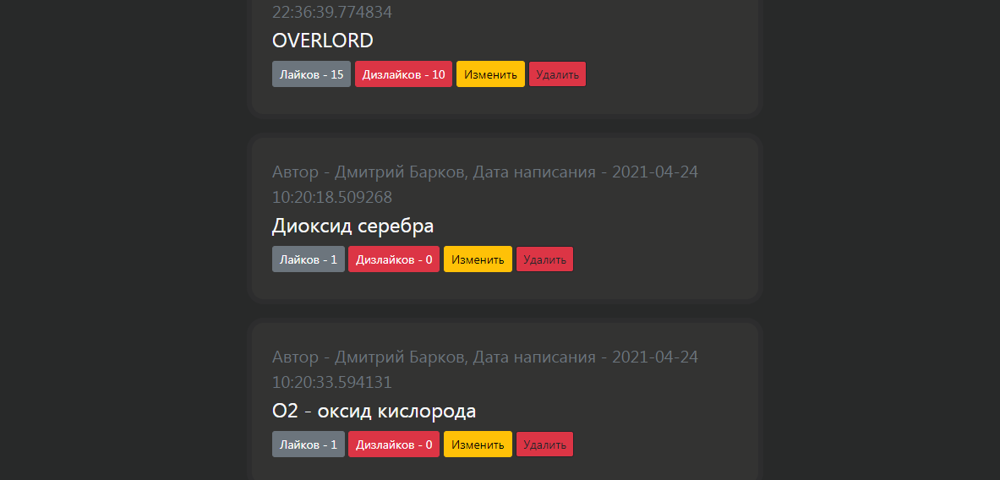 22:36:39.774834
OVERLORD
Лайков - 15 Дизлайков - 10 Изменить Удалить
Автор - Дмитрий Барков, Дата написания - 2021-04-24
10:20:18.509268
Диоксид серебра
Лайков - 1 Дизлайков - 0 Изменить Удалить
Автор - Дмитрий Барков, Дата написания - 2021-04-24
10:20:33.594131
О2 - оксид кислорода
Лайков - 1 Дизлайков - 0 Изменить Удалить